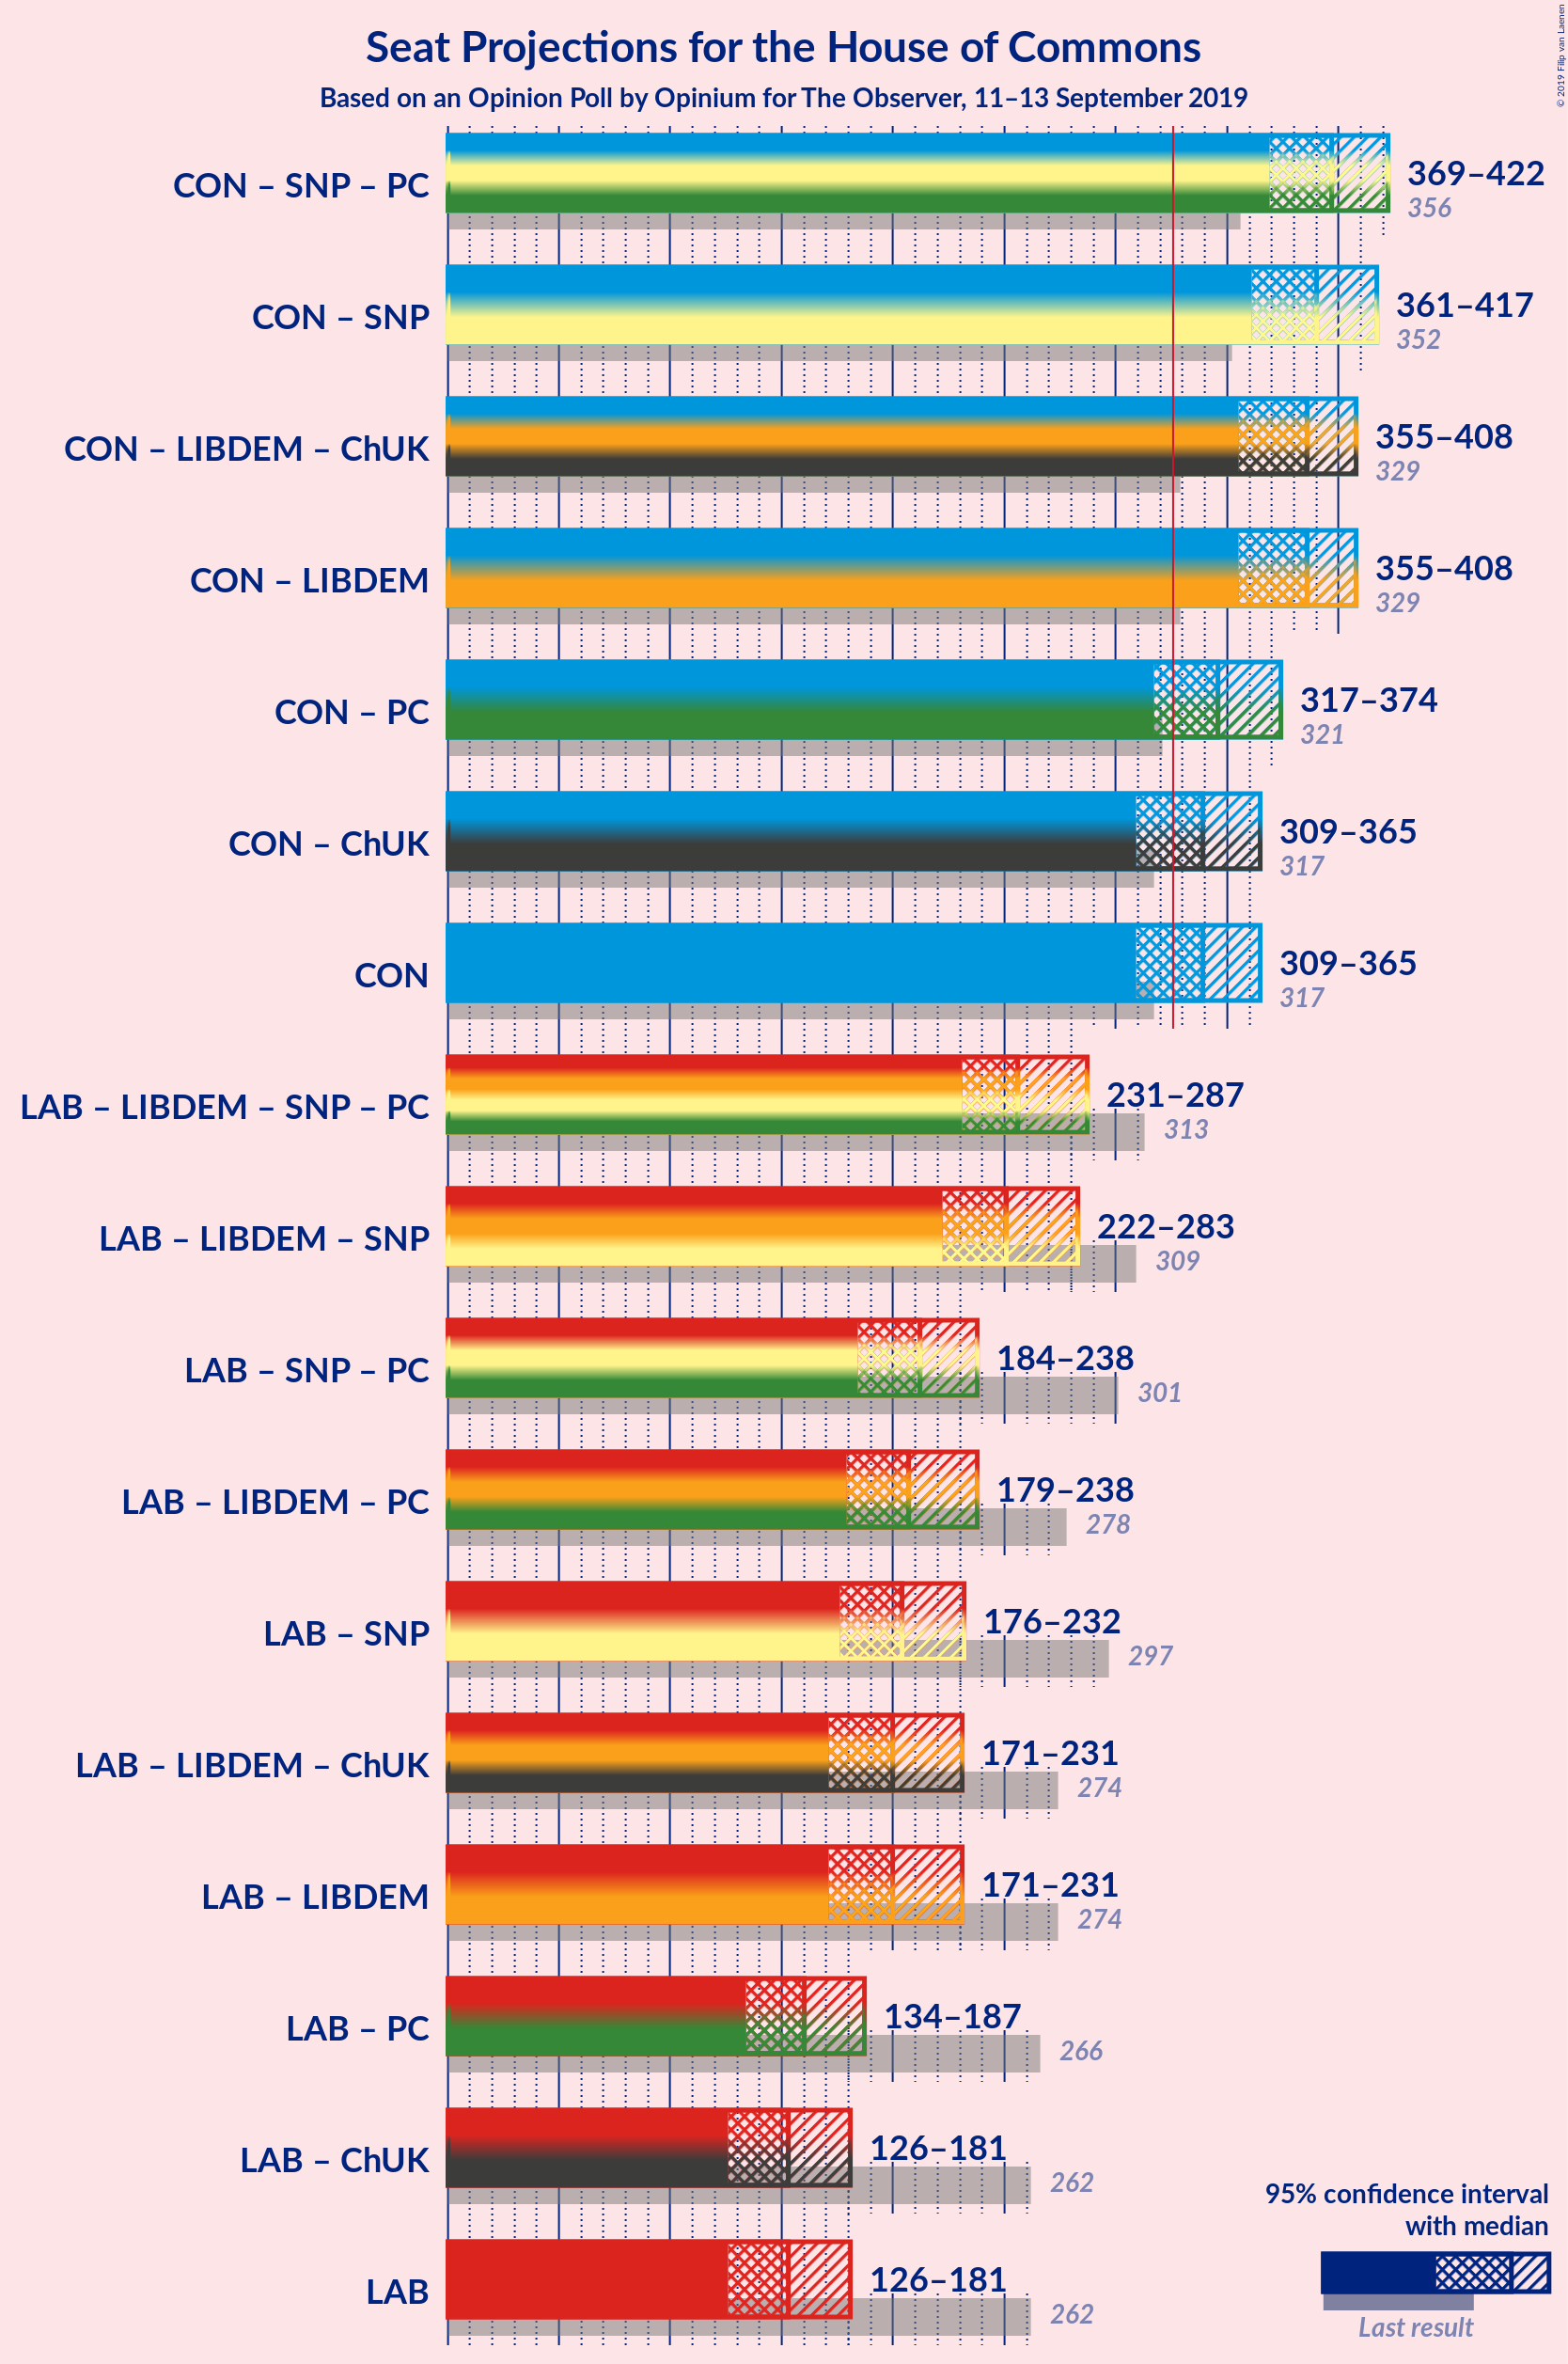 Seat Projections for the House of Commons
Based on an Opinion Poll by Opinium for The Observer, 11–13 September 2019
© 2019 Filip van Laenen
CON – SNP – PC
369–422
356
CON – SNP
361–417
352
CON – LIBDEM – ChUK
355–408
329
CON – LIBDEM
355–408
329
CON – PC
317–374
321
CON – ChUK
309–365
317
CON
309–365
317
LAB – LIBDEM – SNP – PC
231–287
313
LAB – LIBDEM – SNP
222–283
309
LAB – SNP – PC
184–238
301
LAB – LIBDEM – PC
179–238
278
LAB – SNP
176–232
297
LAB – LIBDEM – ChUK
171–231
274
LAB – LIBDEM
171–231
274
LAB – PC
134–187
266
LAB – ChUK
126–181
262
LAB
126–181
262
95% confidence interval
with median
Last result